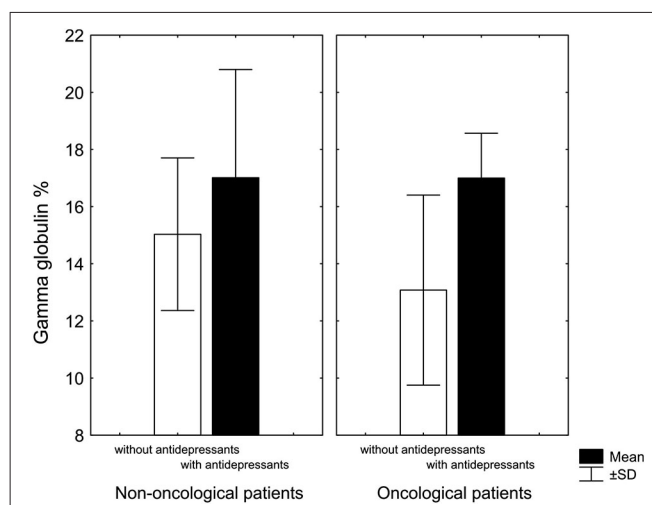 Gamma globulin %
22
20
18
16
14
12
10
8
without antidepressants
with antidepressants
Non-oncological patients
without antidepressants
with antidepressants
Oncological patients
Mean
±SD